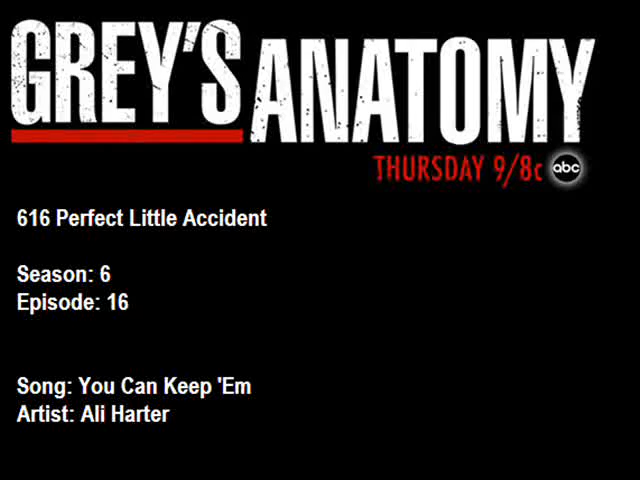 GREY'S ANATOMY
THURSDAY 9/8c abc
616 Perfect Little Accident
Season: 6
Episode: 16
Song: You Can Keep 'Em
Artist: Ali Harter